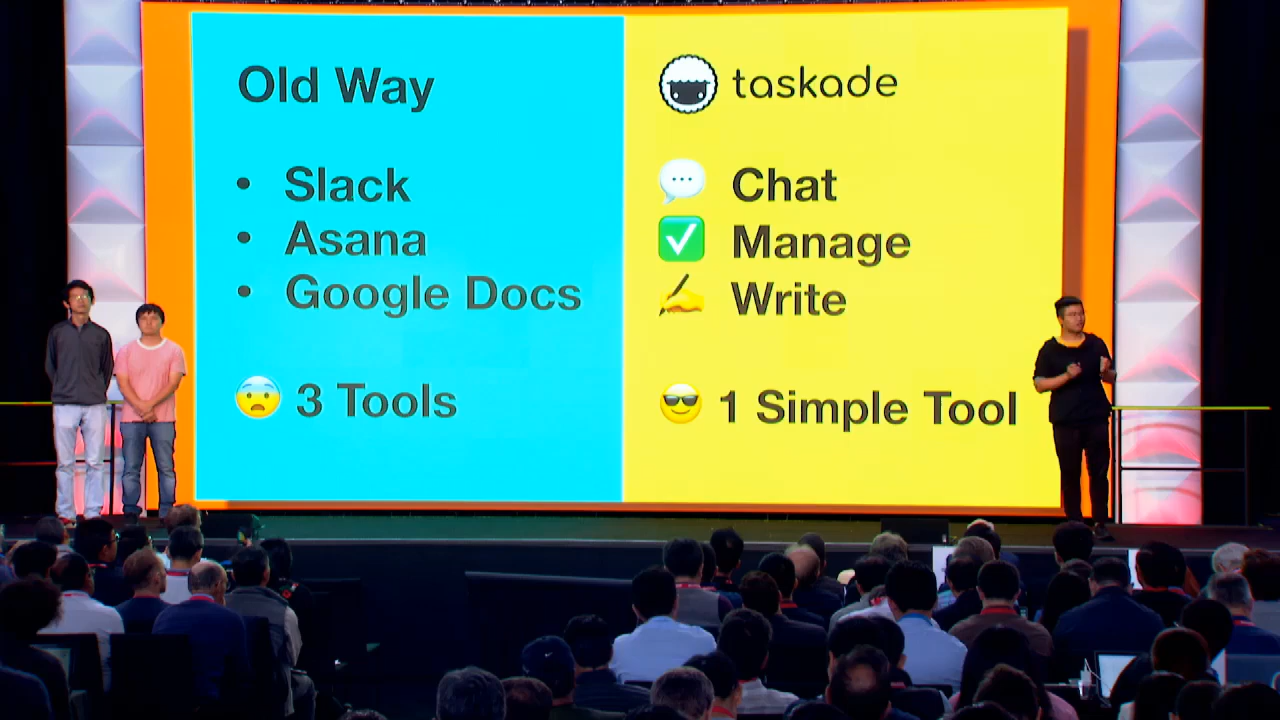 Old Way
• Slack
• Asana
• Google Docs
😨 3 Tools
taskade
💬 Chat
✅ Manage
✍️ Write
😎 1 Simple Tool